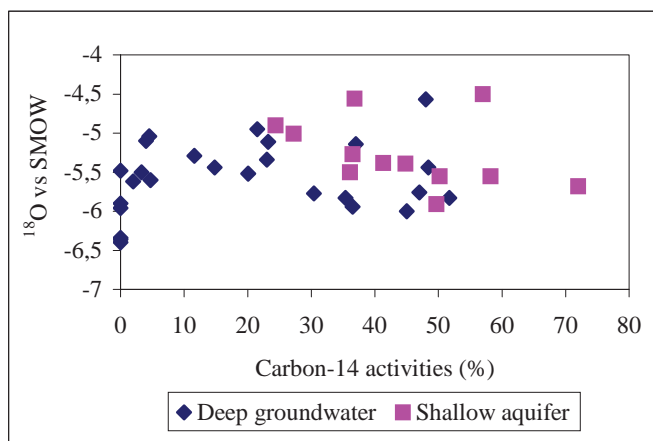 -4
-4,5
-5
-5,5
-6
-6,5
-7
¹⁸O vs SMOW
0 10 20 30 40 50 60 70 80
Carbon-14 activities (%)
Deep groundwater Shallow aquifer